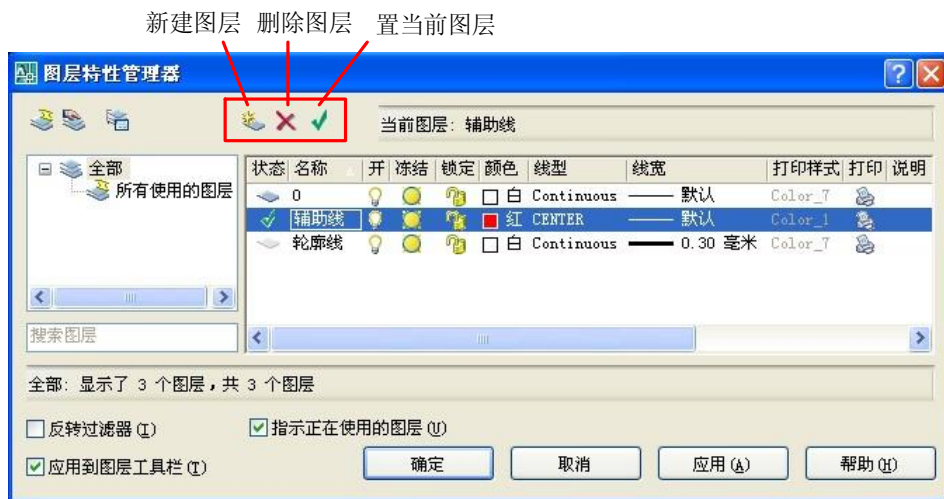 新建图层 删除图层 置当前图层
图层特性管理器
当前图层: 辅助线
全部
所有使用的图层
状态 名称 开 冻结 锁定 颜色 线型 线宽 打印样式 打印 说明
0 白 Continuous 默认 Color_7
辅助线 红 CENTER 默认 Color_1
轮廓线 白 Continuous 0.30 毫米 Color_7
搜索图层
全部: 显示了 3 个图层,共 3 个图层
反转过滤器(I) 指示正在使用的图层(U)
应用到图层工具栏(T) 确定 取消 应用(A) 帮助(H)